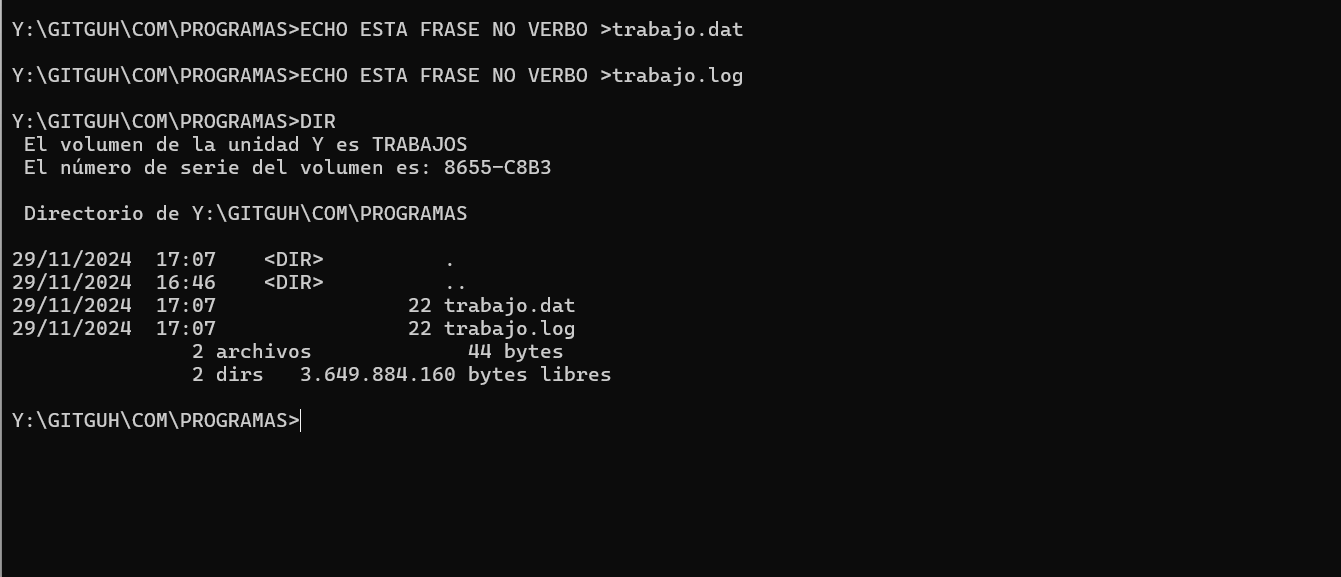 Y:\GITGUH\COM\PROGRAMAS>ECHO ESTA FRASE NO VERBO >trabajo.dat
Y:\GITGUH\COM\PROGRAMAS>ECHO ESTA FRASE NO VERBO >trabajo.log
Y:\GITGUH\COM\PROGRAMAS>DIR
El volumen de la unidad Y es TRABAJOS
El número de serie del volumen es: 8655-C8B3
Directorio de Y:\GITGUH\COM\PROGRAMAS
29/11/2024  17:07    <DIR>          .
29/11/2024  16:46    <DIR>          ..
29/11/2024  17:07                22 trabajo.dat
29/11/2024  17:07                22 trabajo.log
2 archivos             44 bytes
2 dirs   3.649.884.160 bytes libres
Y:\GITGUH\COM\PROGRAMAS>